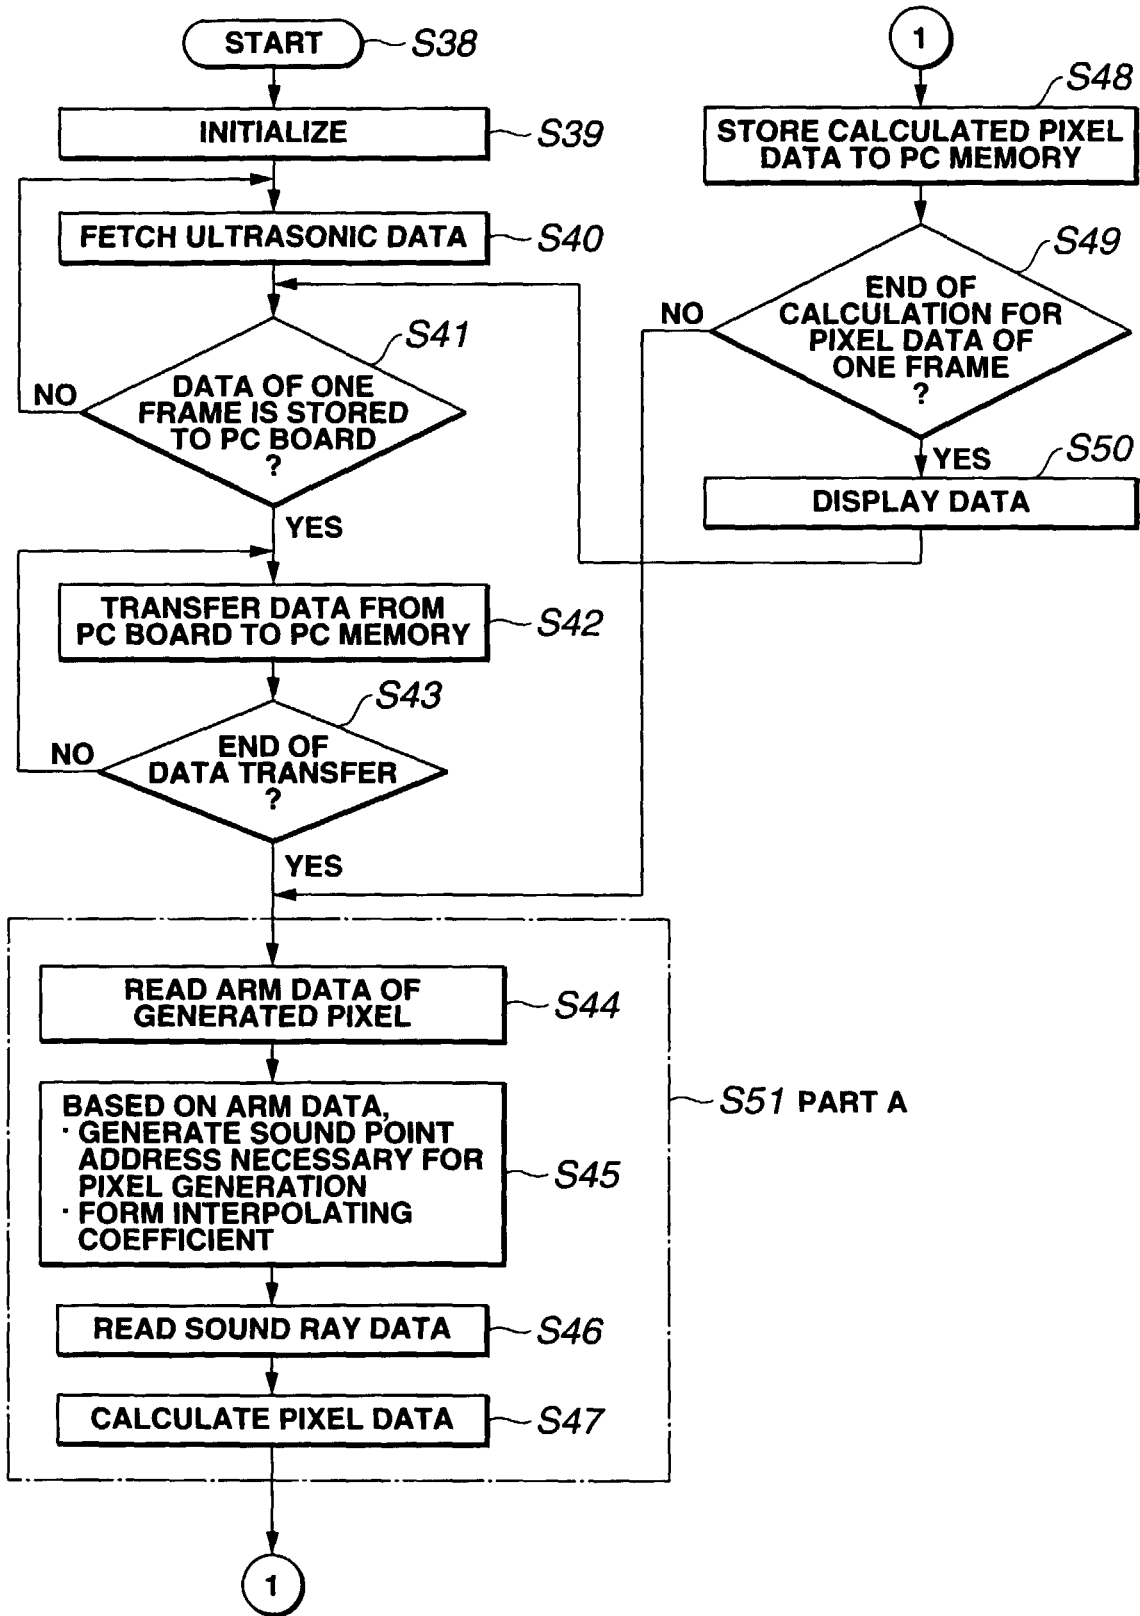 START
S38
INITIALIZE
S39
FETCH ULTRASONIC DATA
S40
S41
DATA OF ONE
FRAME IS STORED
TO PC BOARD
?
NO
YES
TRANSFER DATA FROM
PC BOARD TO PC MEMORY
S42
S43
END OF
DATA TRANSFER
?
NO
YES
READ ARM DATA OF
GENERATED PIXEL
S44
BASED ON ARM DATA,
· GENERATE SOUND POINT
ADDRESS NECESSARY FOR
PIXEL GENERATION
· FORM INTERPOLATING
COEFFICIENT
S45
READ SOUND RAY DATA
S46
CALCULATE PIXEL DATA
S47
S51 PART A
1
1
S48
STORE CALCULATED PIXEL
DATA TO PC MEMORY
S49
END OF
CALCULATION FOR
PIXEL DATA OF
ONE FRAME
?
NO
YES
S50
DISPLAY DATA